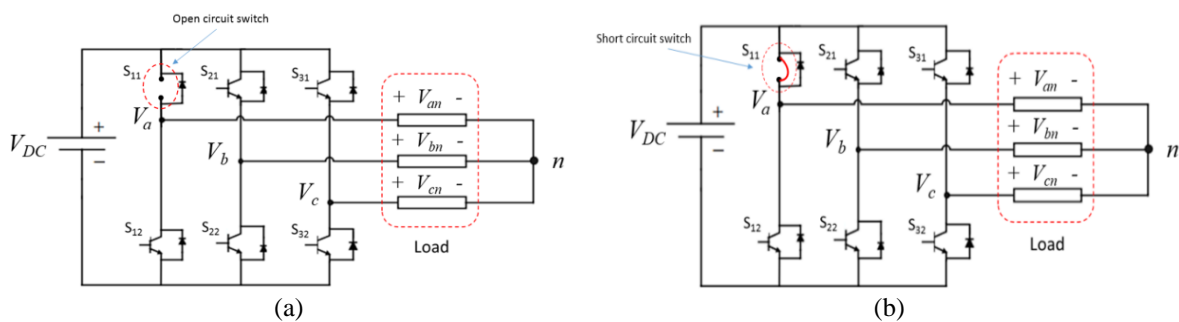 Open circuit switch
S11
S21
S31
Va
+ Van -
VDC
+
−
Vb
+ Vbn -
n
Vc
+ Vcn -
S12
S22
S32
Load
(a)
Short circuit switch
S11
S21
S31
Va
+ Van -
VDC
+
−
Vb
+ Vbn -
n
Vc
+ Vcn -
S12
S22
S32
Load
(b)